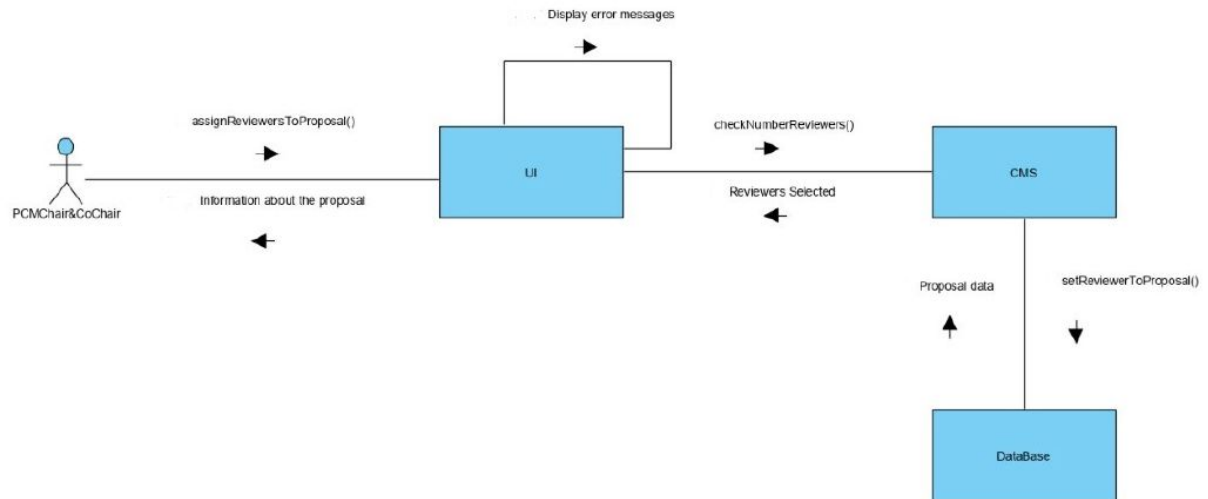 Display error messages
assignReviewersToProposal()
checkNumberReviewers()
UI
CMS
Information about the proposal
Reviewers Selected
PCMChair&CoChair
Proposal data
setReviewerToProposal()
DataBase